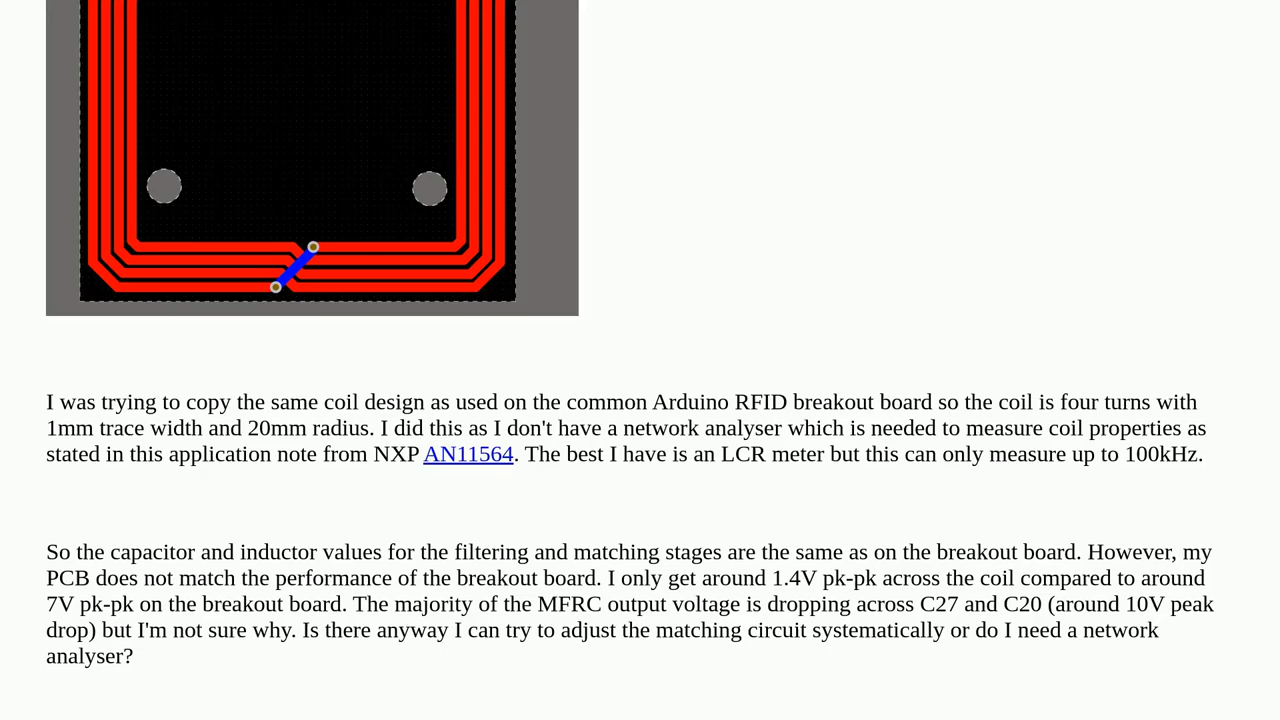 I was trying to copy the same coil design as used on the common Arduino RFID breakout board so the coil is four turns with
1mm trace width and 20mm radius. I did this as I don't have a network analyser which is needed to measure coil properties as
stated in this application note from NXP AN11564. The best I have is an LCR meter but this can only measure up to 100kHz.
So the capacitor and inductor values for the filtering and matching stages are the same as on the breakout board. However, my
PCB does not match the performance of the breakout board. I only get around 1.4V pk-pk across the coil compared to around
7V pk-pk on the breakout board. The majority of the MFRC output voltage is dropping across C27 and C20 (around 10V peak
drop) but I'm not sure why. Is there anyway I can try to adjust the matching circuit systematically or do I need a network
analyser?